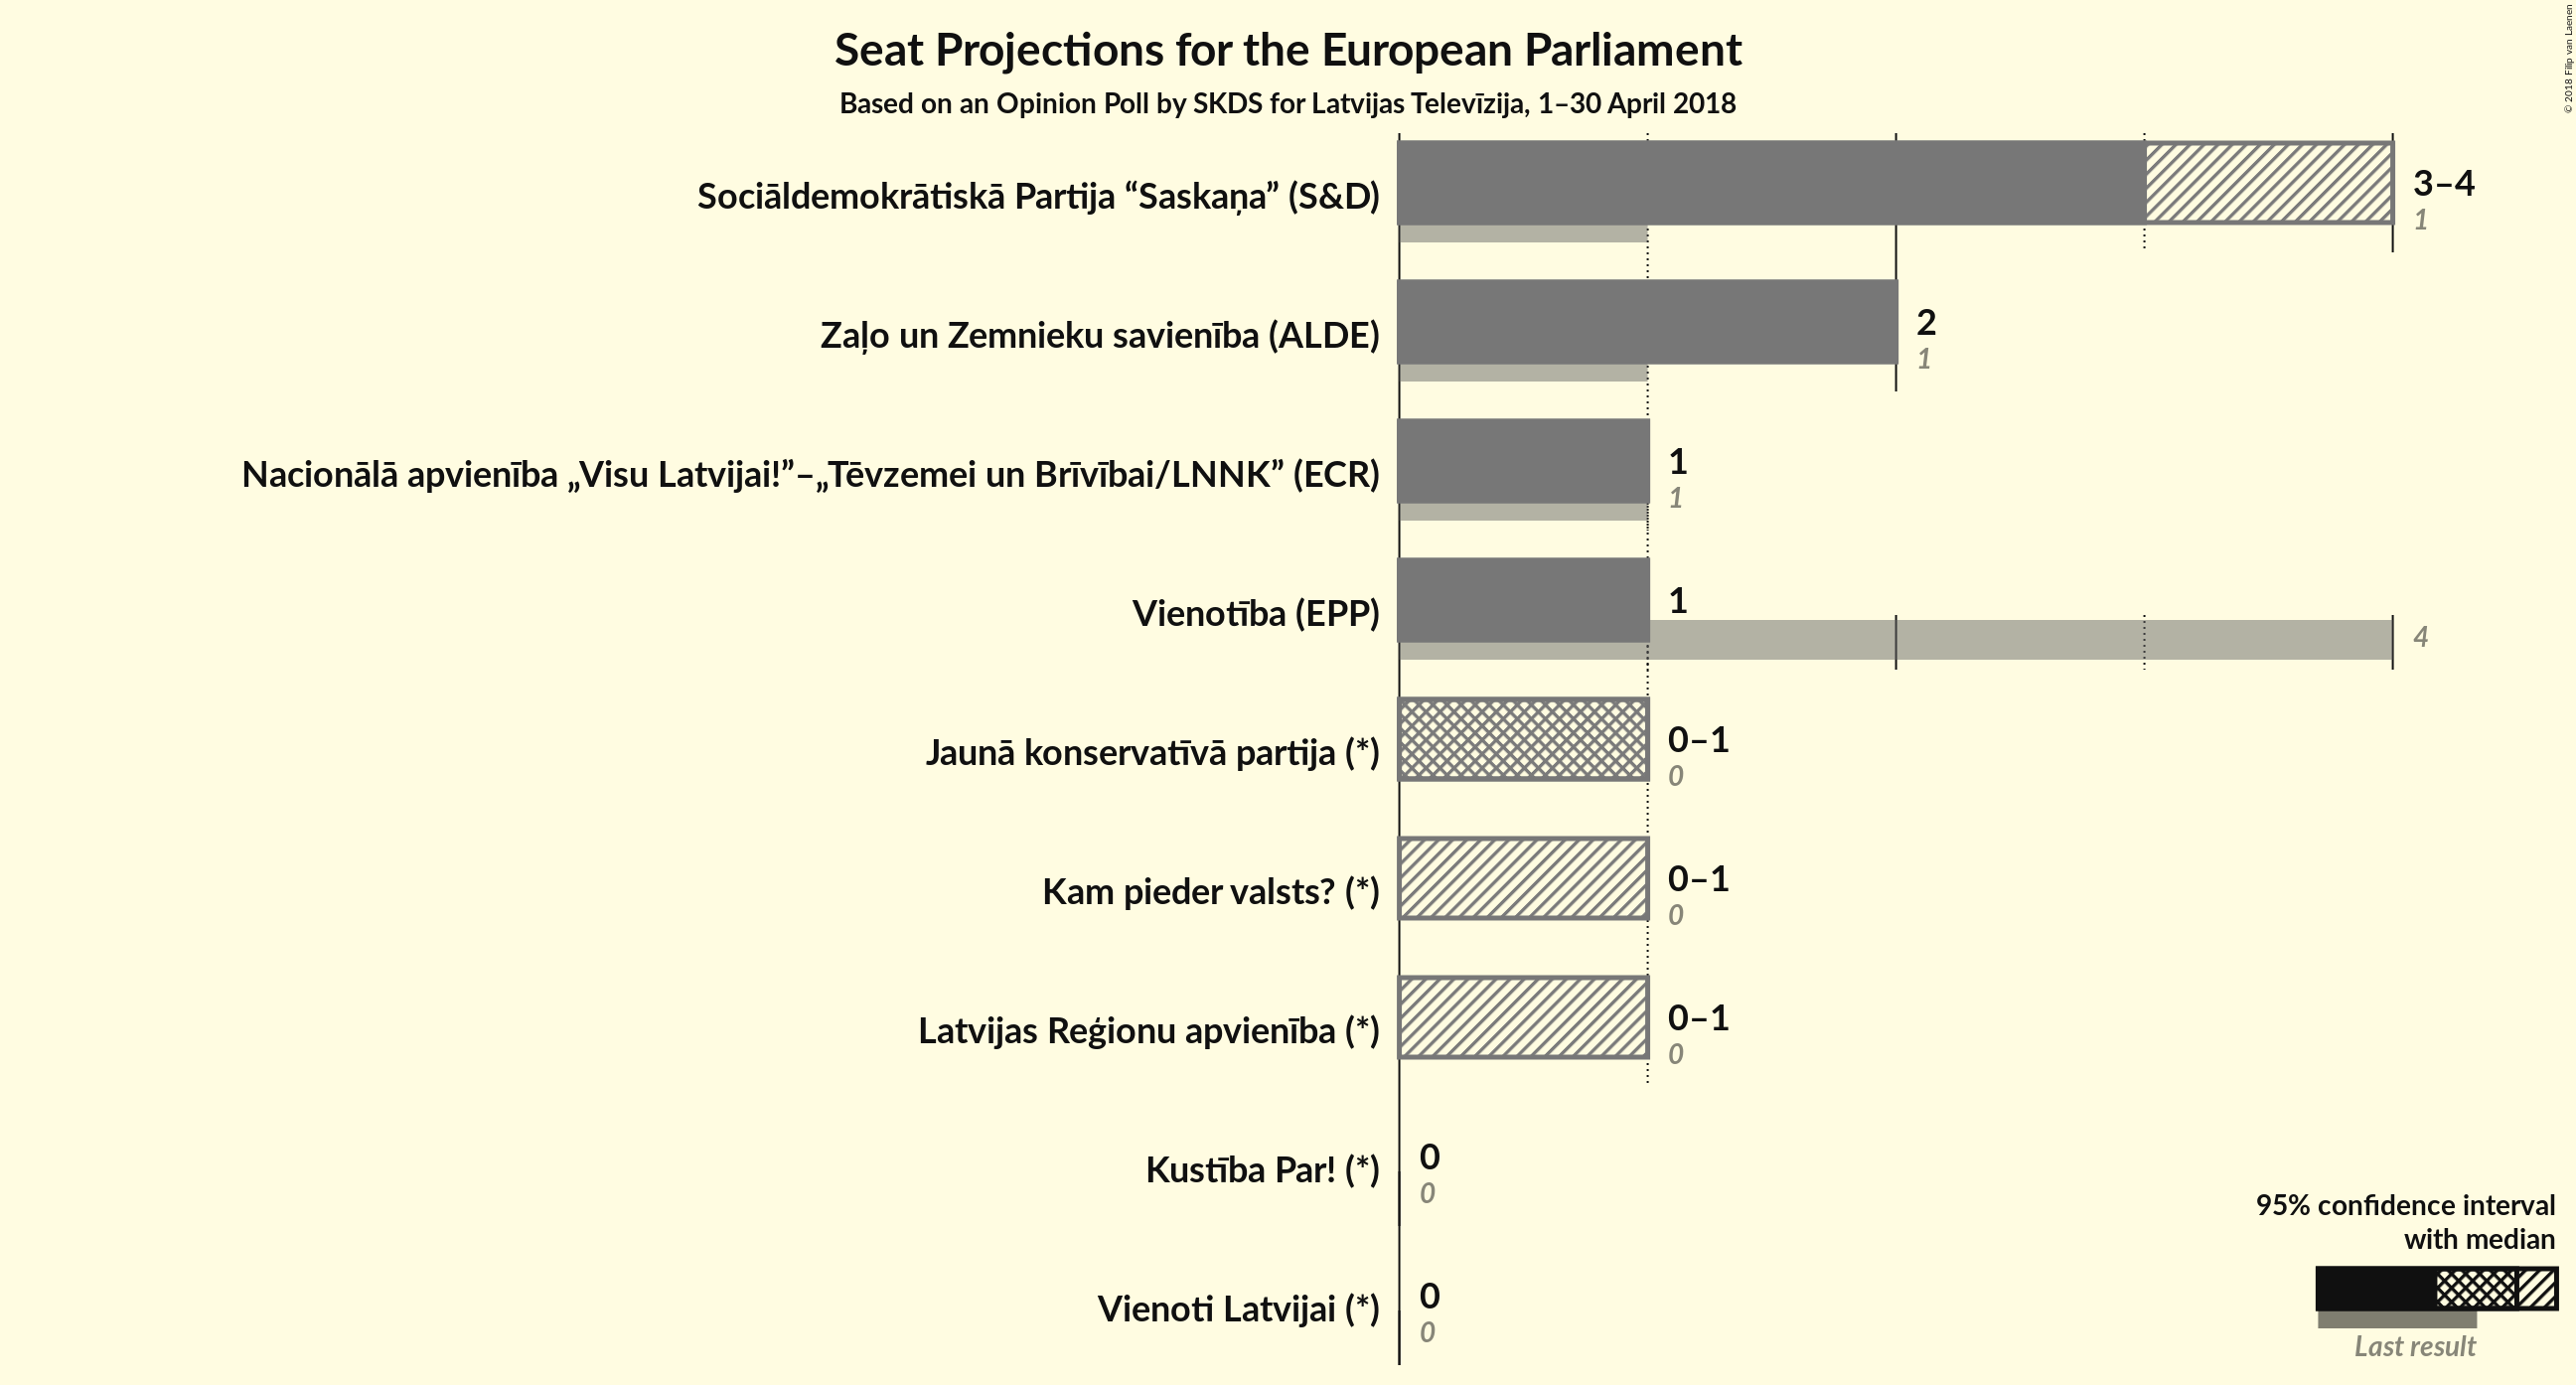 Seat Projections for the European Parliament
Based on an Opinion Poll by SKDS for Latvijas Televīzija, 1–30 April 2018
© 2018 Filip van Laenen
Sociāldemokrātiskā Partija “Saskaņa” (S&D)
3–4
1
Zaļo un Zemnieku savienība (ALDE)
2
1
Nacionālā apvienība „Visu Latvijai!”–„Tēvzemei un Brīvībai/LNNK” (ECR)
1
1
Vienotība (EPP)
1
4
Jaunā konservatīvā partija (*)
0–1
0
Kam pieder valsts? (*)
0–1
0
Latvijas Reģionu apvienība (*)
0–1
0
Kustība Par! (*)
0
0
Vienoti Latvijai (*)
0
0
95% confidence interval
with median
Last result